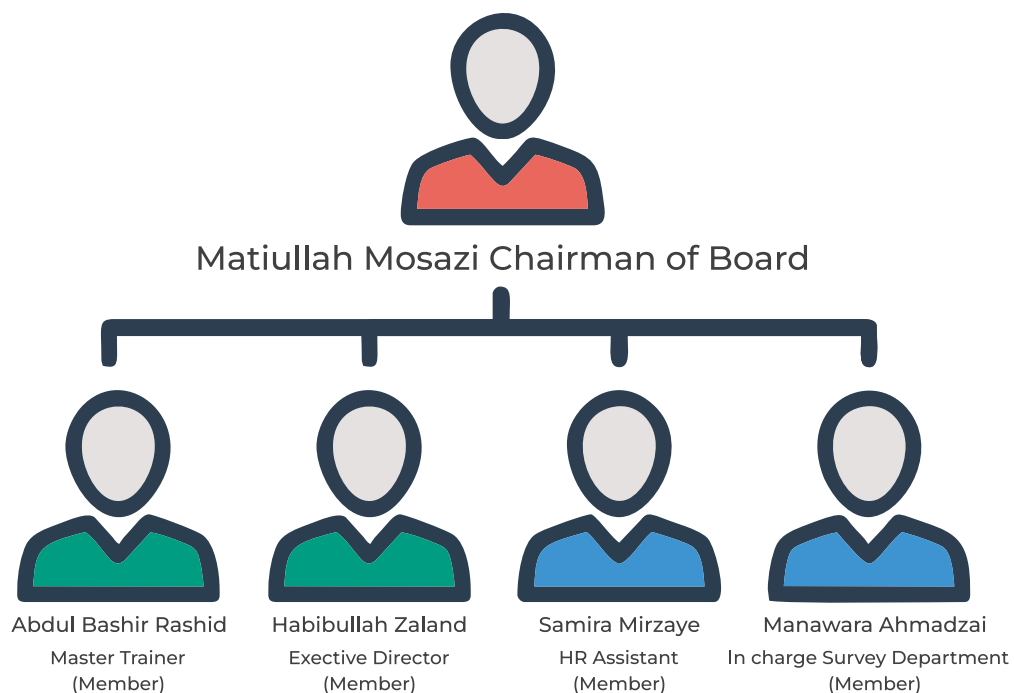 Matiullah Mosazi Chairman of Board
Abdul Bashir Rashid
Master Trainer
(Member)
Habibullah Zaland
Exective Director
(Member)
Samira Mirzaye
HR Assistant
(Member)
Manawara Ahmadzai
In charge Survey Department
(Member)